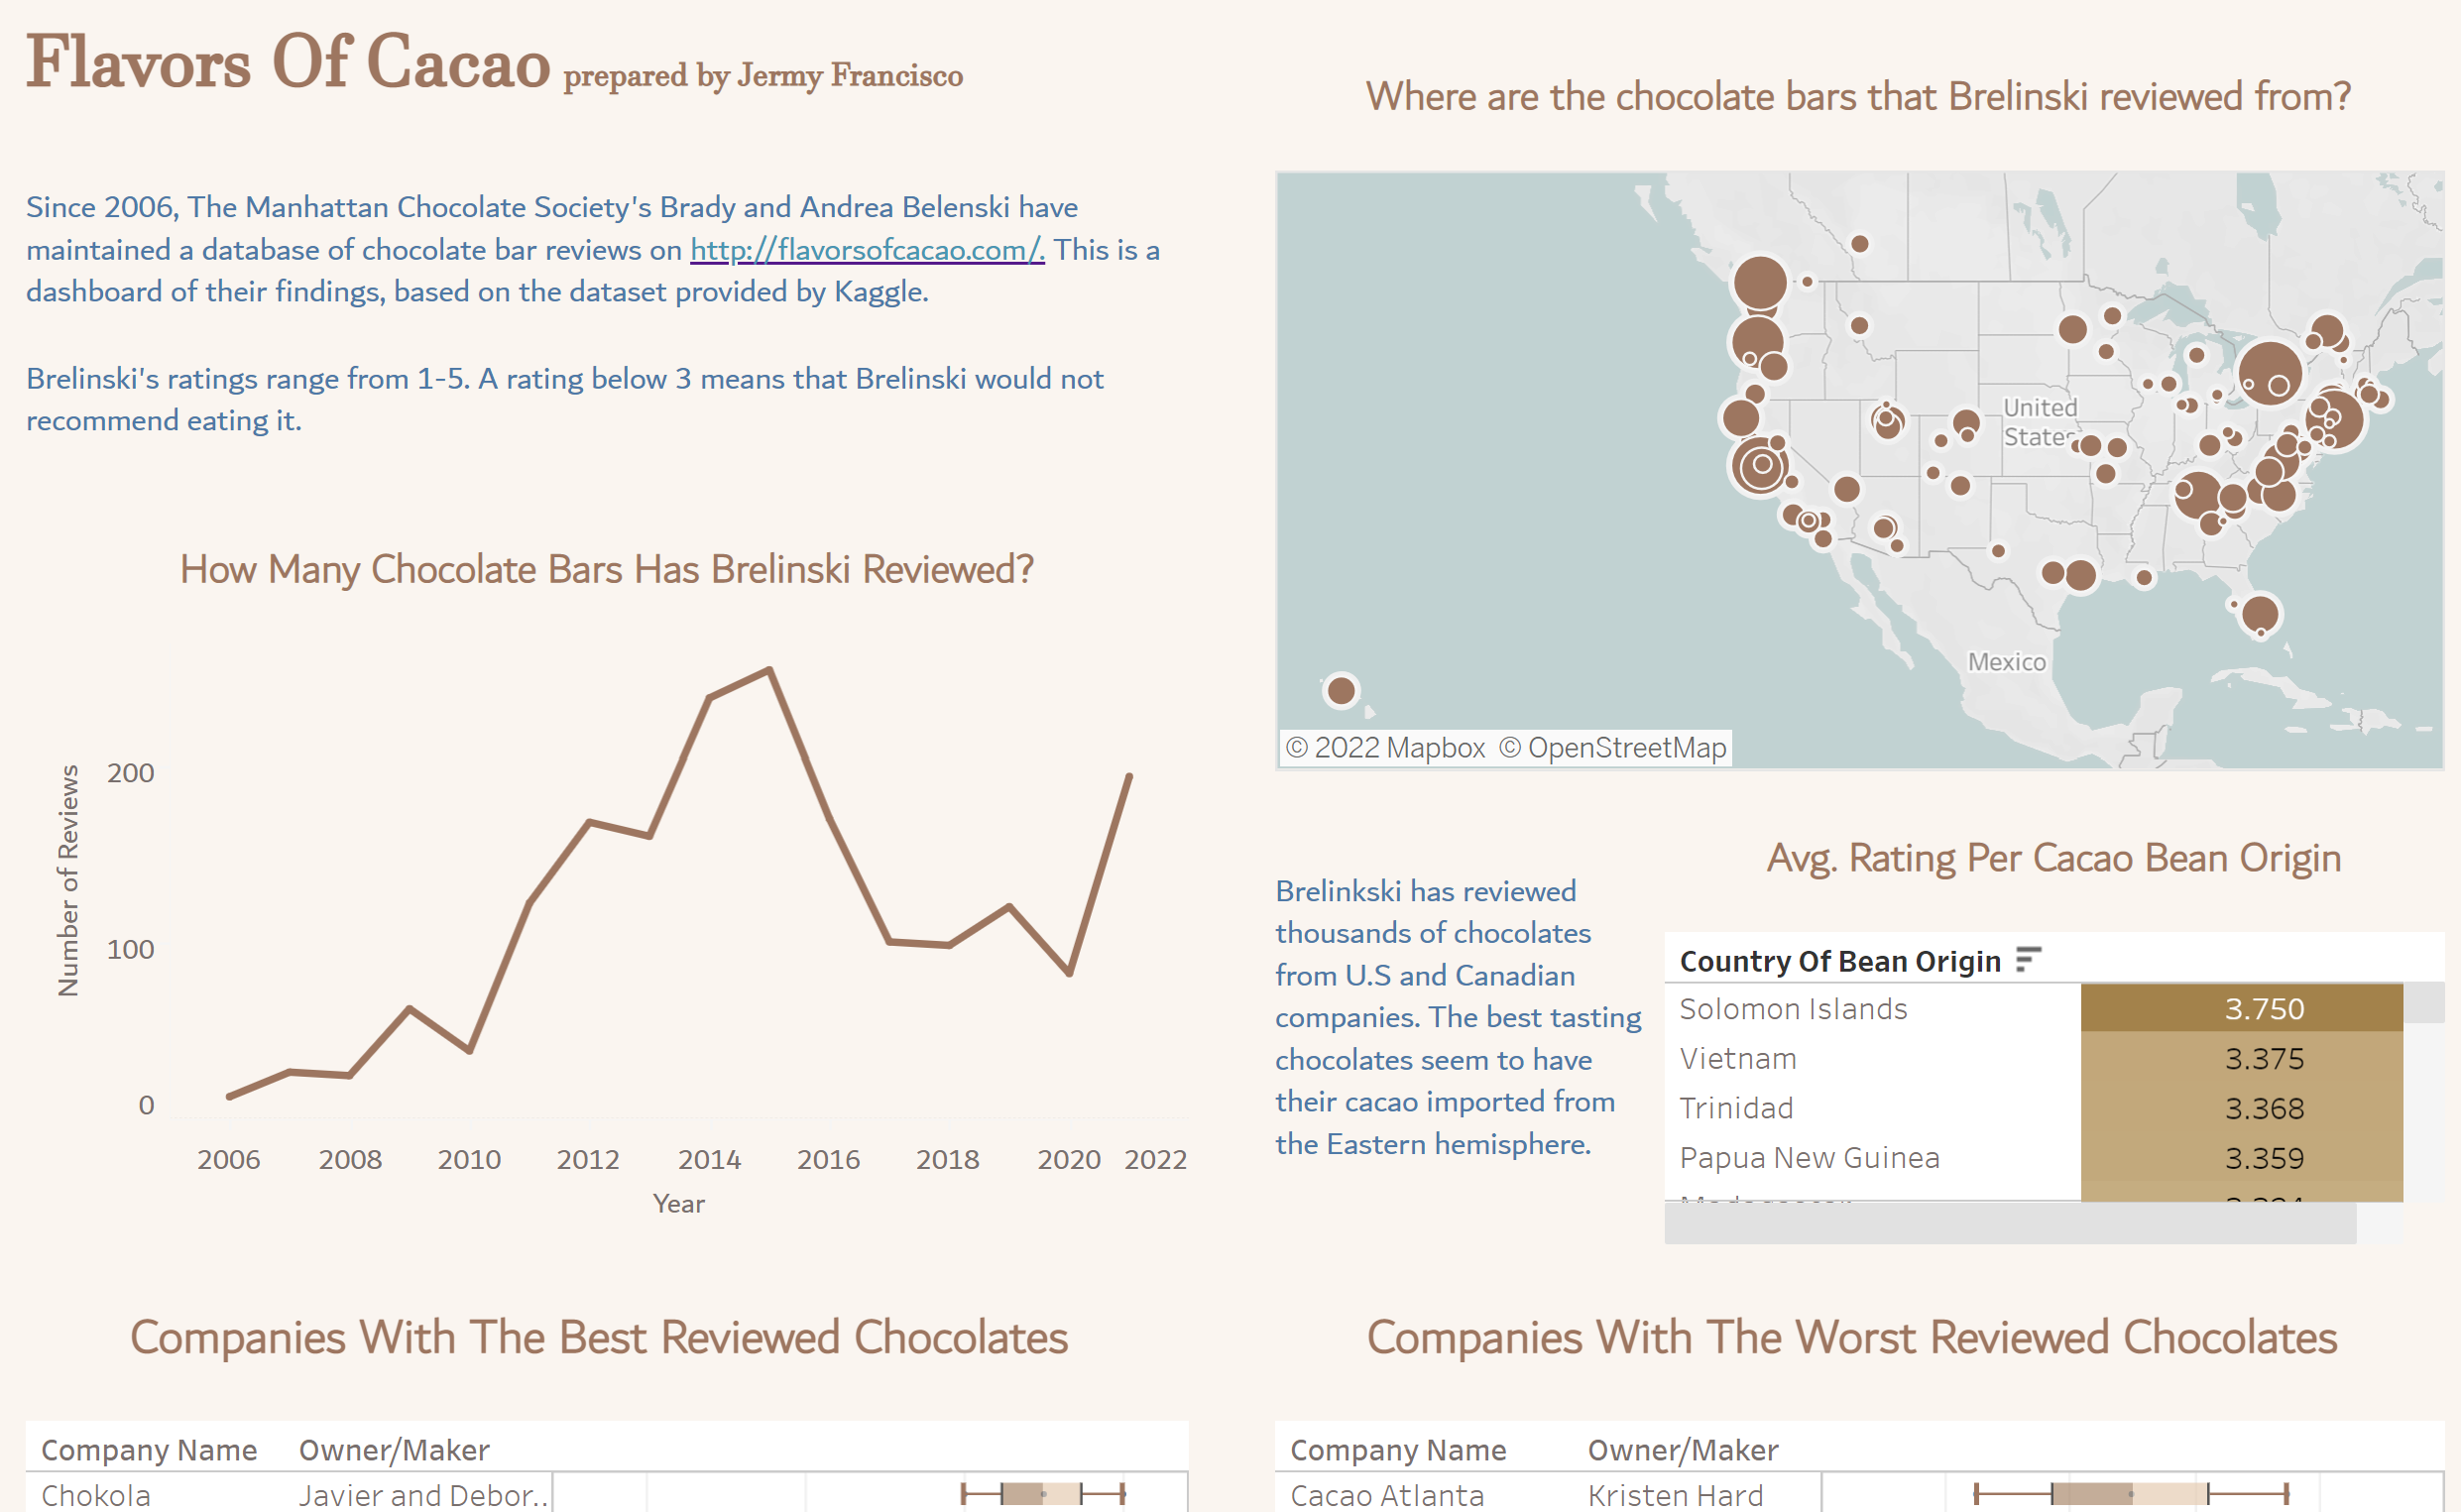 Flavors Of Cacao prepared by Jermy Francisco
Since 2006, The Manhattan Chocolate Society's Brady and Andrea Belenski have
maintained a database of chocolate bar reviews on http://flavorsofcacao.com/. This is a
dashboard of their findings, based on the dataset provided by Kaggle.
Brelinski's ratings range from 1-5. A rating below 3 means that Brelinski would not
recommend eating it.
How Many Chocolate Bars Has Brelinski Reviewed?
Number of Reviews
200
100
0
2006 2008 2010 2012 2014 2016 2018 2020 2022
Year
Where are the chocolate bars that Brelinski reviewed from?
United
States
Mexico
© 2022 Mapbox © OpenStreetMap
Brelinkski has reviewed
thousands of chocolates
from U.S and Canadian
companies. The best tasting
chocolates seem to have
their cacao imported from
the Eastern hemisphere.
Avg. Rating Per Cacao Bean Origin
Country Of Bean Origin
Solomon Islands 3.750
Vietnam 3.375
Trinidad 3.368
Papua New Guinea 3.359
Companies With The Best Reviewed Chocolates
Company Name Owner/Maker
Chokola Javier and Debor..
Companies With The Worst Reviewed Chocolates
Company Name Owner/Maker
Cacao Atlanta Kristen Hard